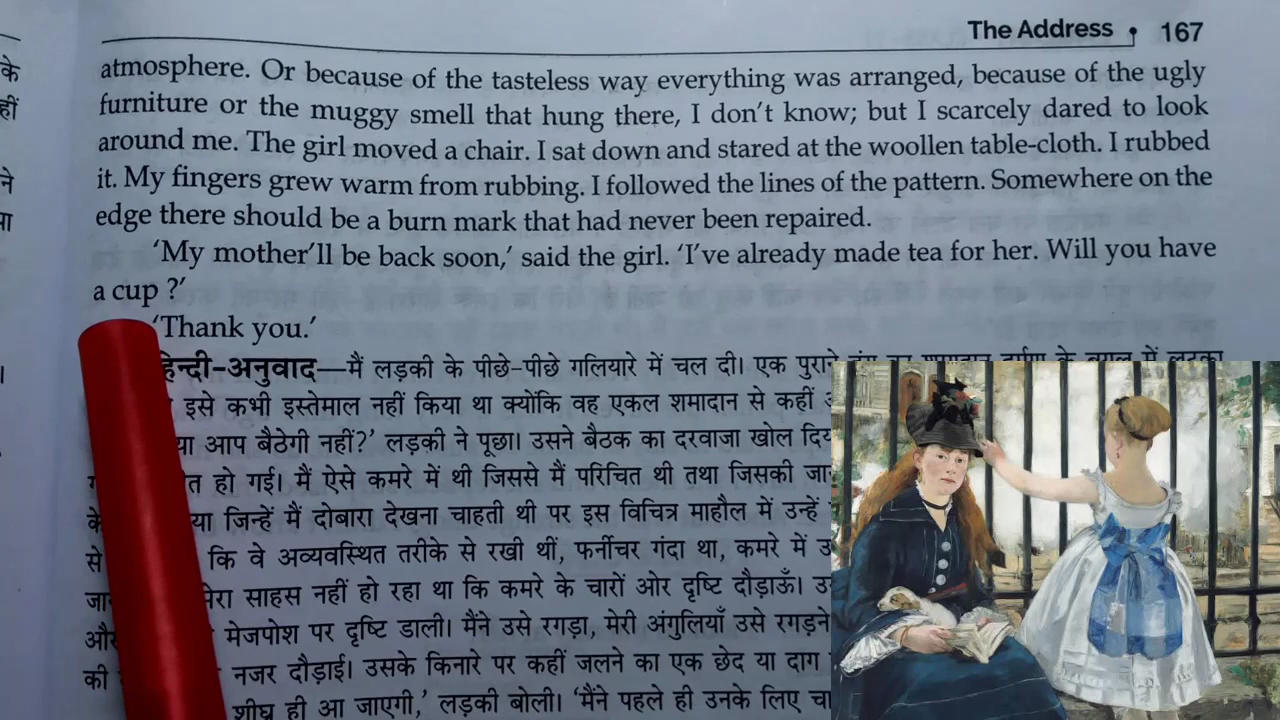 The Address 167
के
हीं
ने
atmosphere. Or because of the tasteless way everything was arranged, because of the ugly
furniture or the muggy smell that hung there, I don't know; but I scarcely dared to look
around me. The girl moved a chair. I sat down and stared at the woollen table-cloth. I rubbed
it. My fingers grew warm from rubbing. I followed the lines of the pattern. Somewhere on the
edge there should be a burn mark that had never been repaired.
'My mother'll be back soon,' said the girl. 'I've already made tea for her. Will you have
a cup ?'
'Thank you.'
हिन्दी-अनुवाद—मैं लड़की के पीछे-पीछे गलियारे में चल दी। एक पुराने
इसे कभी इस्तेमाल नहीं किया था क्योंकि वह एकल शमादान से कहीं
आप बैठेगी नहीं?' लड़की ने पूछा। उसने बैठक का दरवाजा खोल
हो गई। मैं ऐसे कमरे में थी जिससे मैं परिचित थी तथा जिसकी
के जिन्हें मैं दोबारा देखना चाहती थी पर इस विचित्र माहौल में उन्हें
से कि वे अव्यवस्थित तरीके से रखी थीं, फर्नीचर गंदा था, कमरे में
साहस नहीं हो रहा था कि कमरे के चारों ओर दृष्टि दौड़ाऊँ।
मेजपोश पर दृष्टि डाली। मैंने उसे रगड़ा, मेरी अंगुलियाँ उसे रगड़ने
की नजर दौड़ाई। उसके किनारे पर कहीं जलने का एक छेद या दाग
शीघ्र ही आ जाएगी,' लड़की बोली। 'मैंने पहले ही उनके लिए